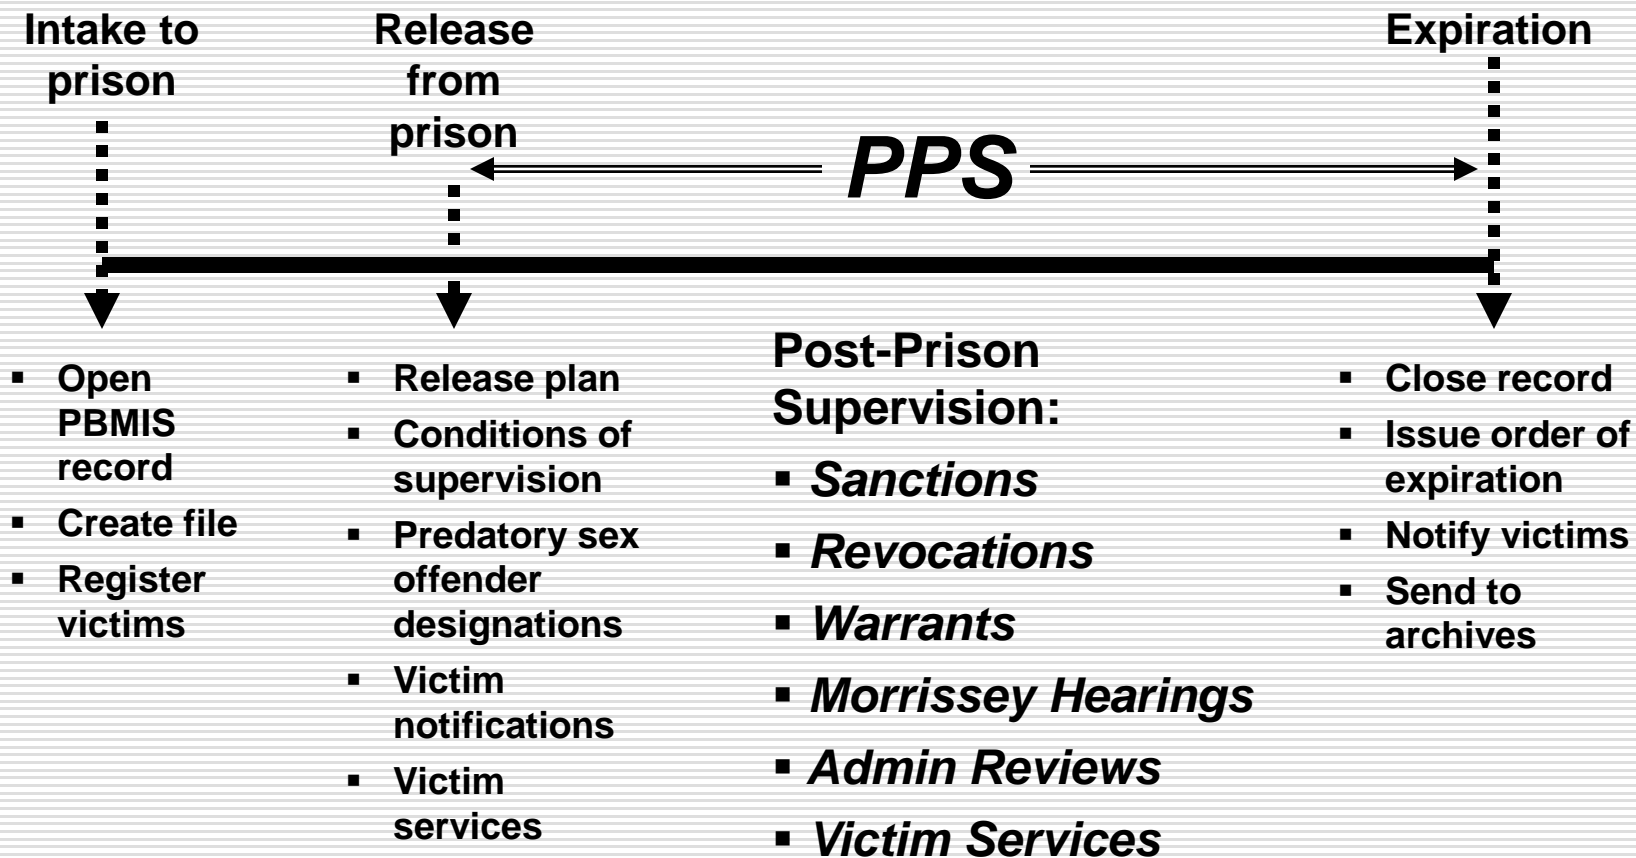 Intake to
prison
Release
from
prison
Expiration
PPS
▪ Open
PBMIS
record
▪ Create file
▪ Register
victims
▪ Release plan
▪ Conditions of
supervision
▪ Predatory sex
offender
designations
▪ Victim
notifications
▪ Victim
services
Post-Prison
Supervision:
▪ Sanctions
▪ Revocations
▪ Warrants
▪ Morrissey Hearings
▪ Admin Reviews
▪ Victim Services
▪ Close record
▪ Issue order of
expiration
▪ Notify victims
▪ Send to
archives